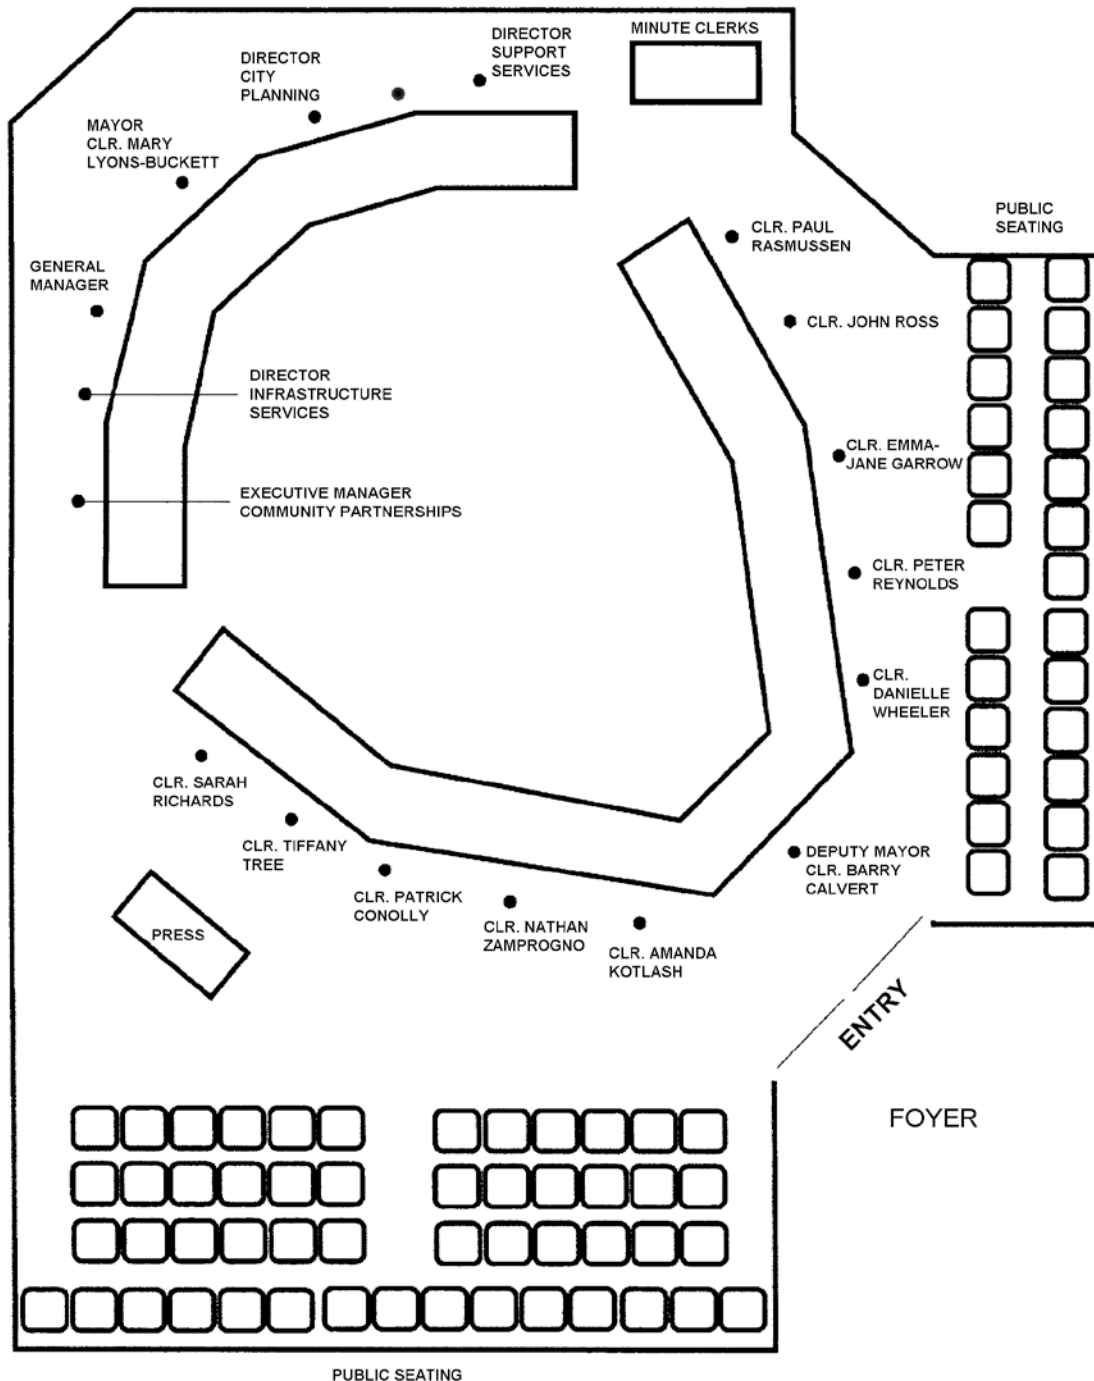 MINUTE CLERKS
DIRECTOR
SUPPORT
SERVICES
DIRECTOR
CITY
PLANNING
MAYOR
CLR. MARY
LYONS-BUCKETT
GENERAL
MANAGER
DIRECTOR
INFRASTRUCTURE
SERVICES
EXECUTIVE MANAGER
COMMUNITY PARTNERSHIPS
CLR. PAUL
RASMUSSEN
CLR. JOHN ROSS
CLR. EMMA-
JANE GARROW
CLR. PETER
REYNOLDS
CLR.
DANIELLE
WHEELER
DEPUTY MAYOR
CLR. BARRY
CALVERT
PUBLIC
SEATING
CLR. SARAH
RICHARDS
CLR. TIFFANY
TREE
CLR. PATRICK
CONOLLY
CLR. NATHAN
ZAMPROGNO
CLR. AMANDA
KOTLASH
PRESS
ENTRY
FOYER
PUBLIC SEATING